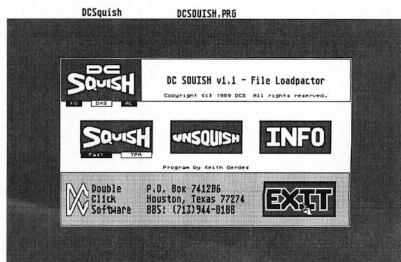 DCSquish DCSQUISH.PRG
DC
SQUISH
DC SQUISH v1.1 - File Loadpactor
Copyright (c) 1989 DCS All rights reserved.
SQUISH UNSQUISH INFO
Fast TPA
Program by Keith Gerdes
Double P.O. Box 741206
Click Houston, Texas 77274
Software BBS: (713)944-0108
EXIT